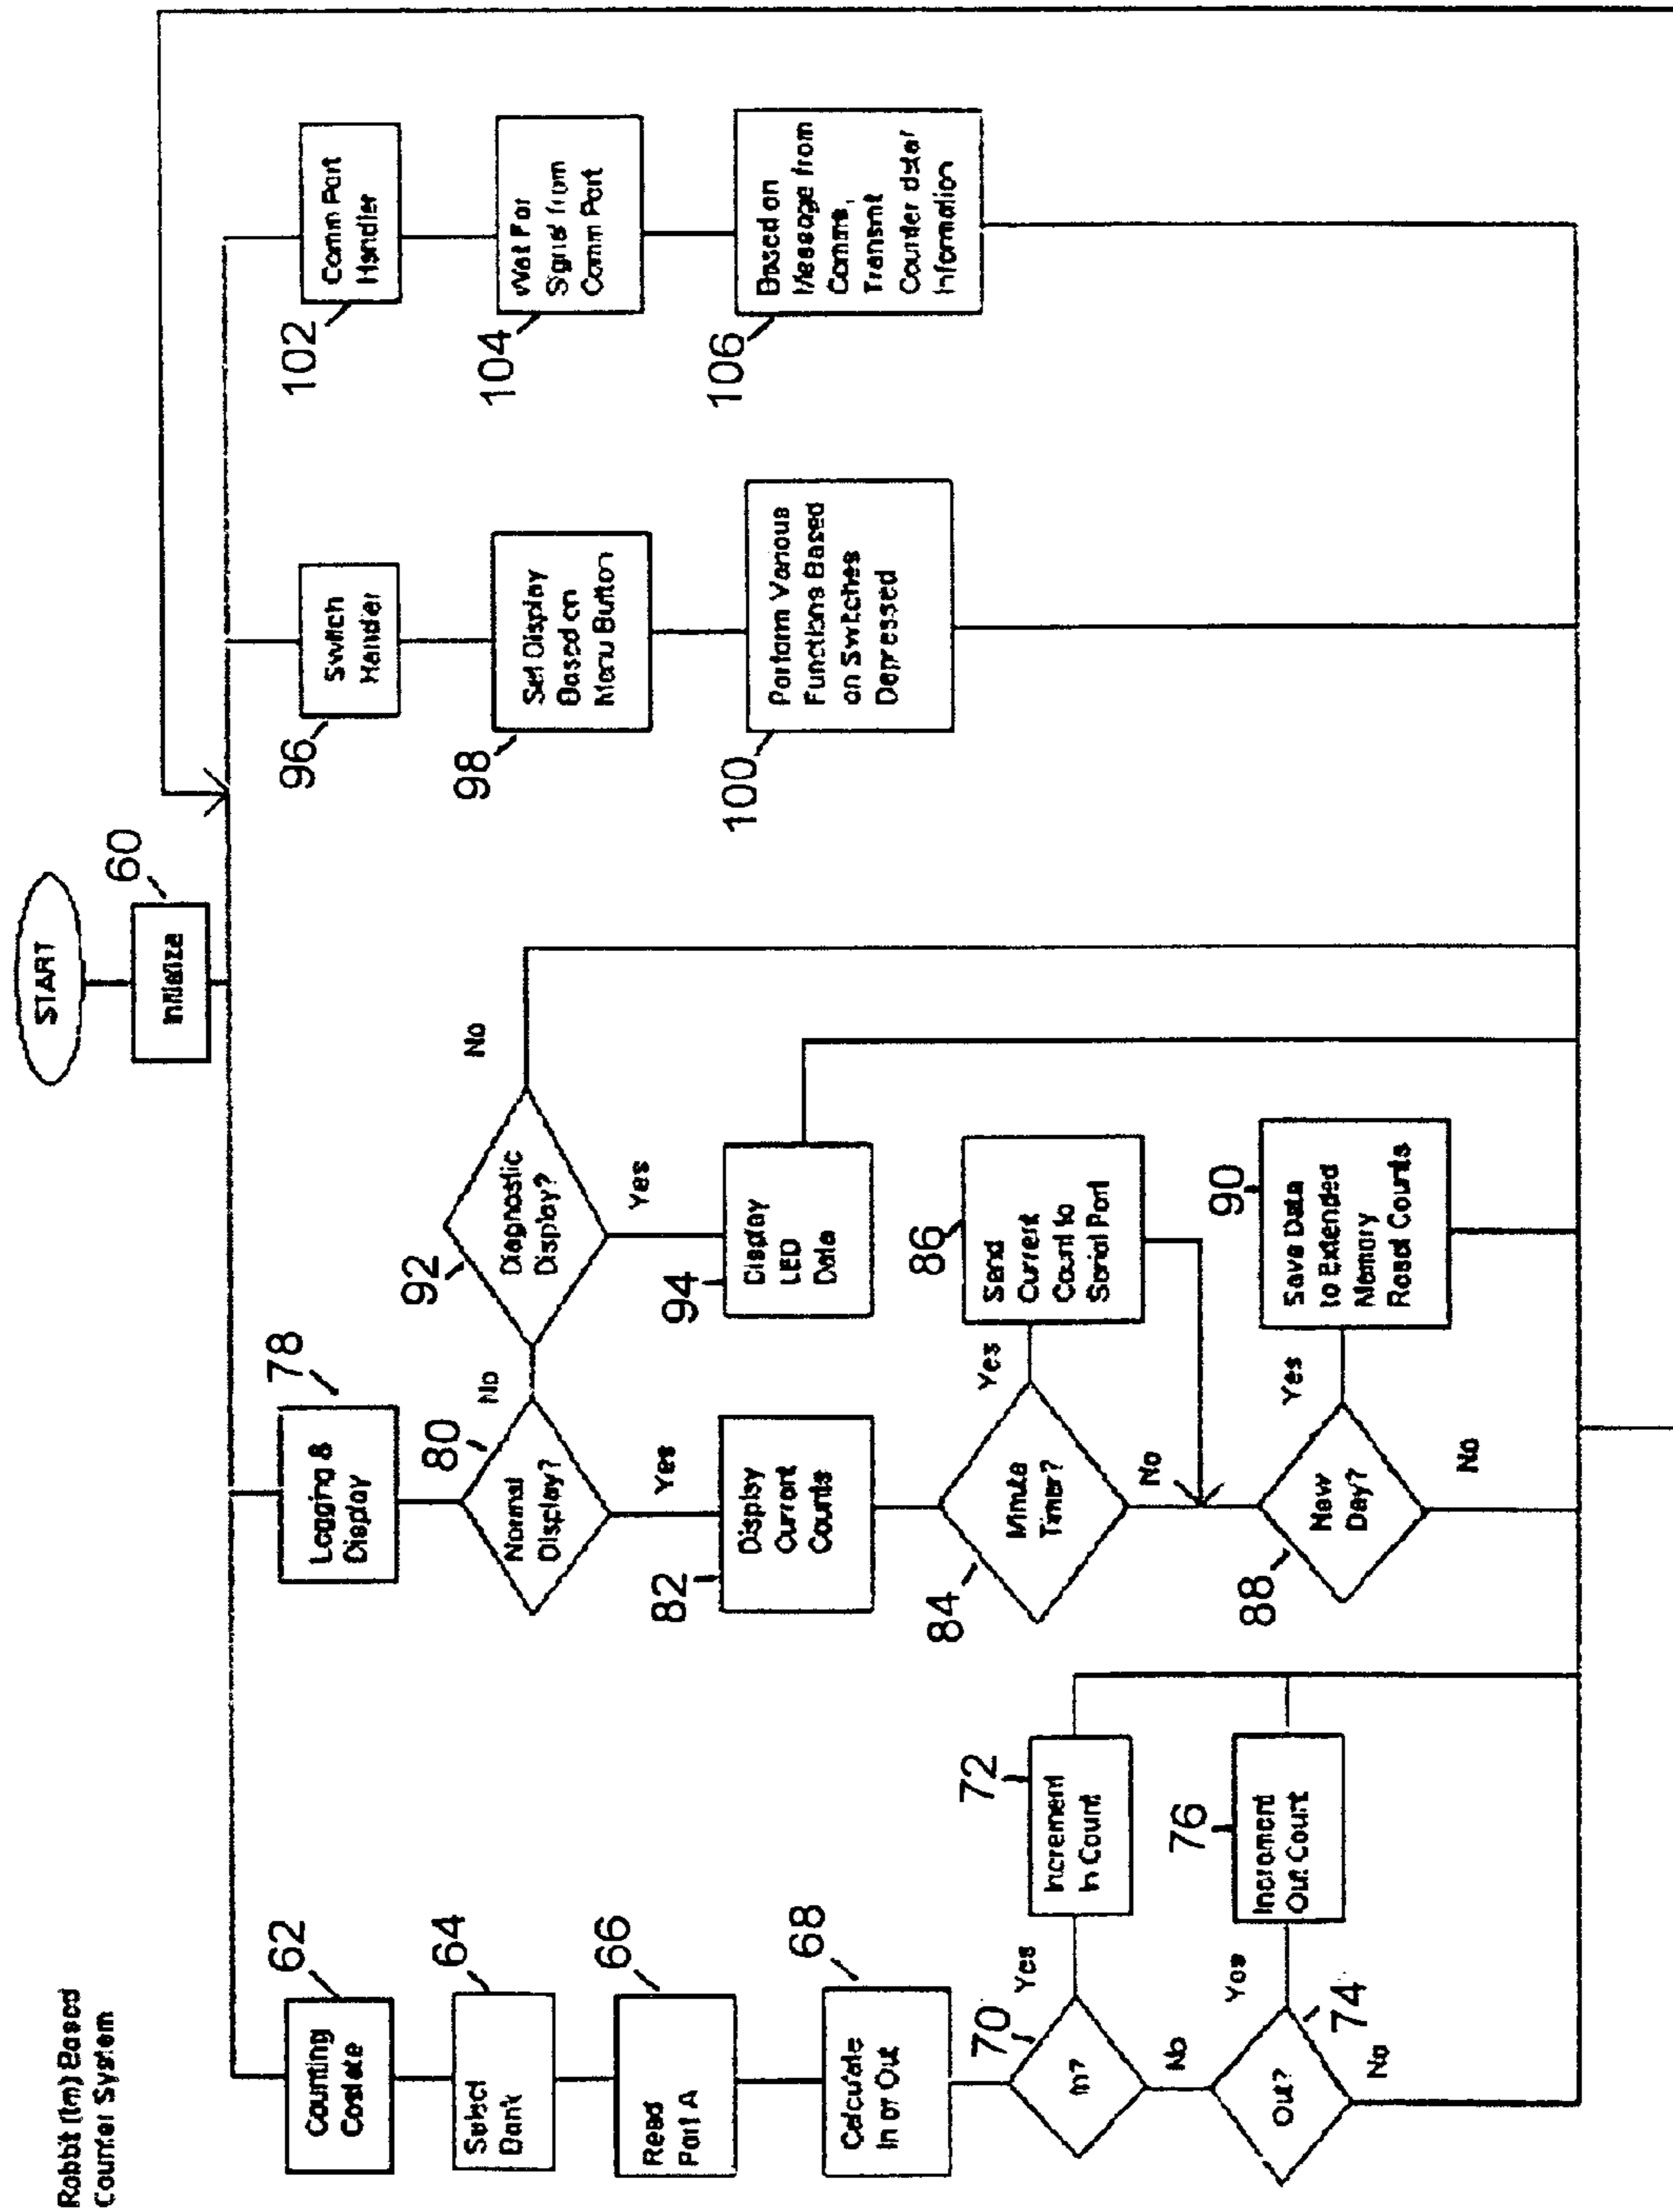 Rabbit (tm) Based
Counter System
START
Initialize
60
Counting
Costate
62
Select
Bank
64
Read
Port A
66
Calculate
In or Out
68
In?
70
Yes
No
Increment
In Count
72
Out?
74
Yes
No
Increment
Out Count
76
Logging &
Display
78
Normal
Display?
80
No
Yes
Display
Current
Counts
82
Minute
Timer?
84
Yes
No
Send
Current
Count to
Serial Port
86
New
Day?
88
Yes
No
Save Data
to Extended
Memory
Reset Counts
90
Diagnostic
Display?
92
No
Yes
Display
LED
Data
94
Switch
Handler
96
Set Display
Based on
Menu Button
98
Perform Various
Functions Based
on Switches
Depressed
100
Comm Port
Handler
102
Wait For
Signal from
Comm Port
104
Based on
Message from
Comms,
Transmit
Counter data/
Information
106